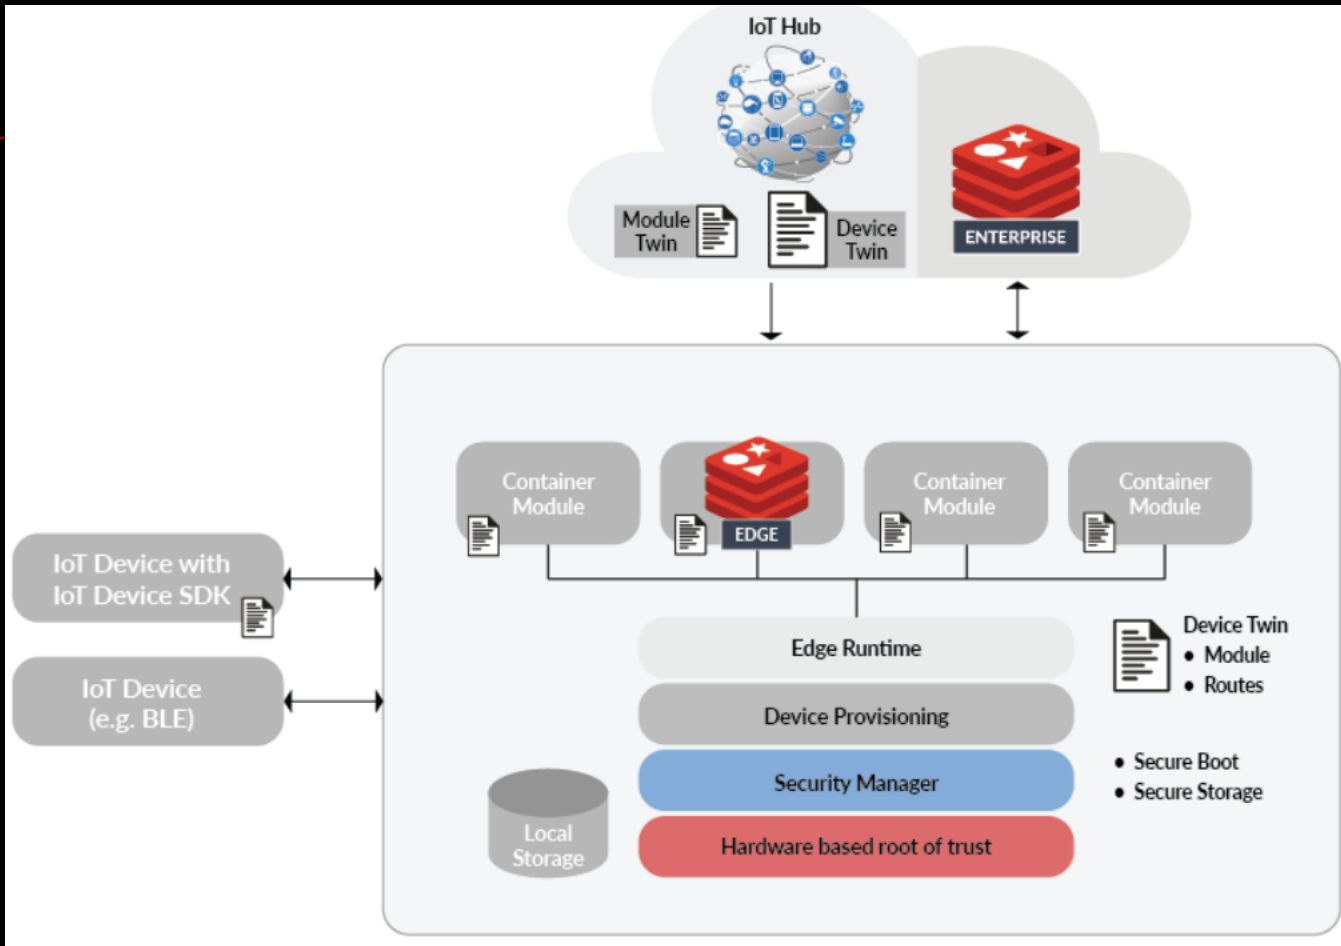 IoT Hub
Module
Twin
Device
Twin
ENTERPRISE
Container
Module
EDGE
Container
Module
Container
Module
IoT Device with
IoT Device SDK
IoT Device
(e.g. BLE)
Edge Runtime
Device Provisioning
Security Manager
Hardware based root of trust
Local
Storage
Device Twin
• Module
• Routes
• Secure Boot
• Secure Storage